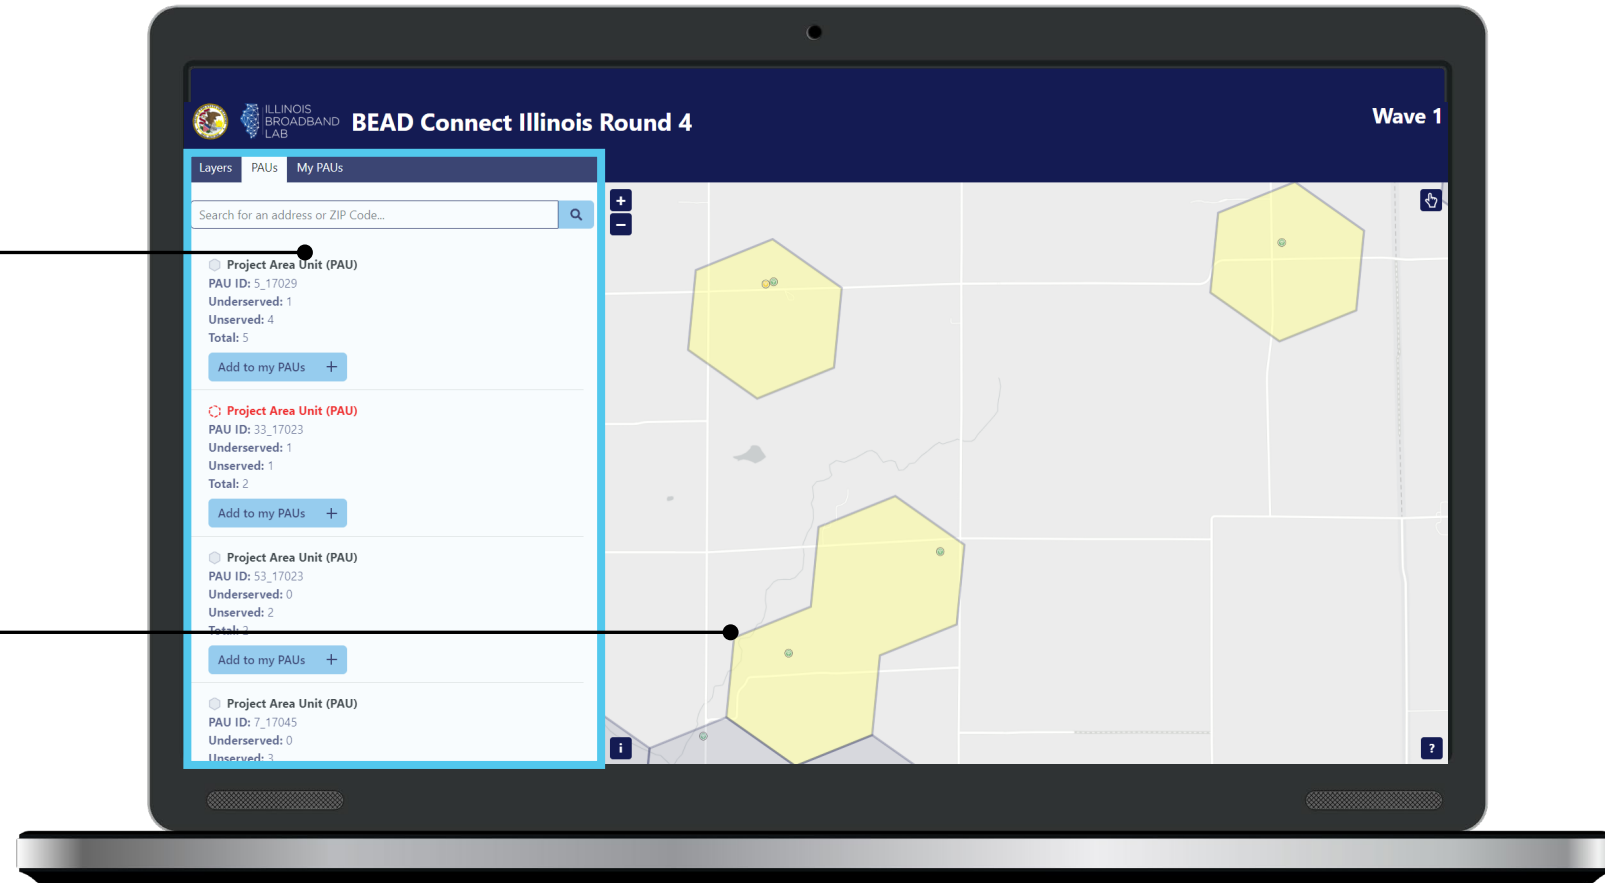 ILLINOIS
BROADBAND
LAB
BEAD Connect Illinois Round 4
Wave 1
Layers PAUs My PAUs
Search for an address or ZIP Code...
Project Area Unit (PAU)
PAU ID: 5_17029
Underserved: 1
Unserved: 4
Total: 5
Add to my PAUs +
Project Area Unit (PAU)
PAU ID: 33_17023
Underserved: 1
Unserved: 1
Total: 2
Add to my PAUs +
Project Area Unit (PAU)
PAU ID: 53_17023
Underserved: 0
Unserved: 2
Total:
Add to my PAUs +
Project Area Unit (PAU)
PAU ID: 7_17045
Underserved: 0
Unserved: 3
+
−
i
?